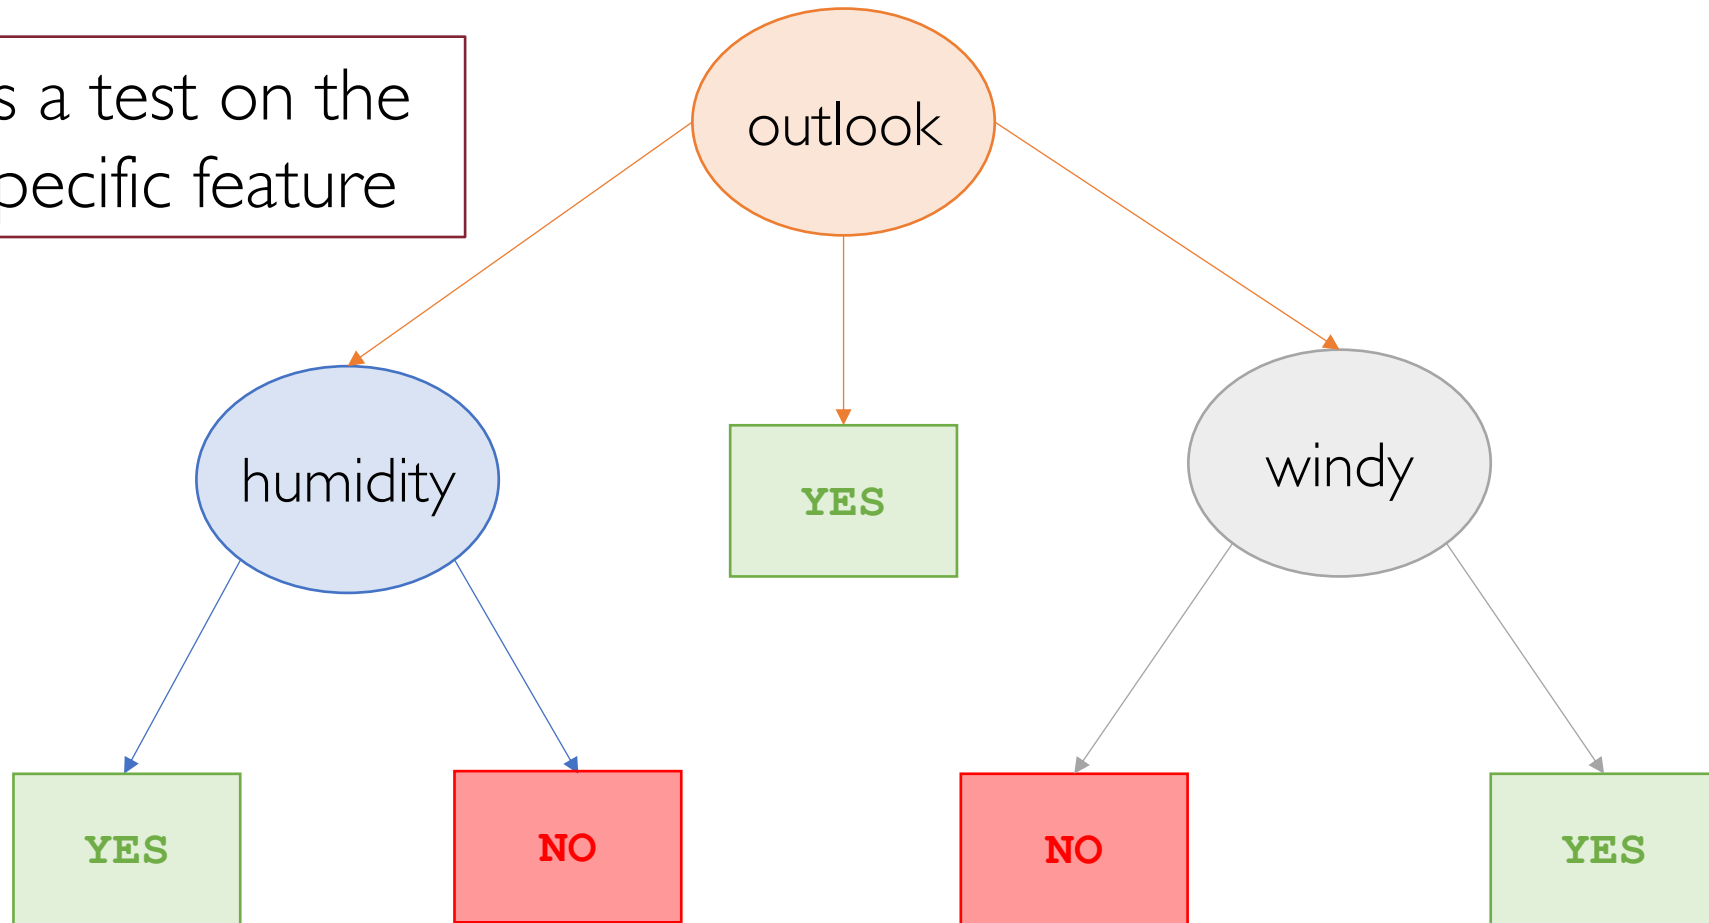 s a test on the
pecific feature
outlook
humidity
YES
windy
YES
NO
NO
YES